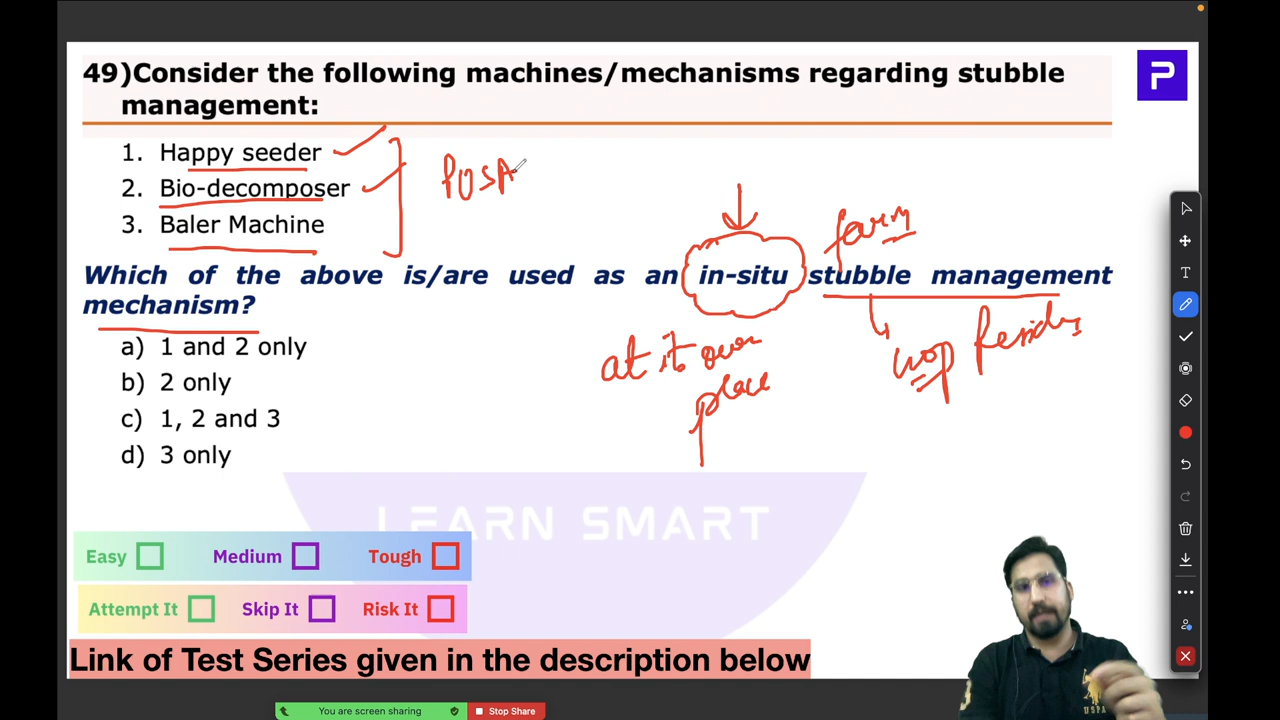 49)Consider the following machines/mechanisms regarding stubble
management:
1. Happy seeder
2. Bio-decomposer
3. Baler Machine
POSA
farm
Which of the above is/are used as an in-situ stubble management
mechanism?
at its own
place
crop Residu
a) 1 and 2 only
b) 2 only
c) 1, 2 and 3
d) 3 only
LEARN SMART
Easy Medium Tough
Attempt It Skip It Risk It
Link of Test Series given in the description below
USPA
You are screen sharing Stop Share